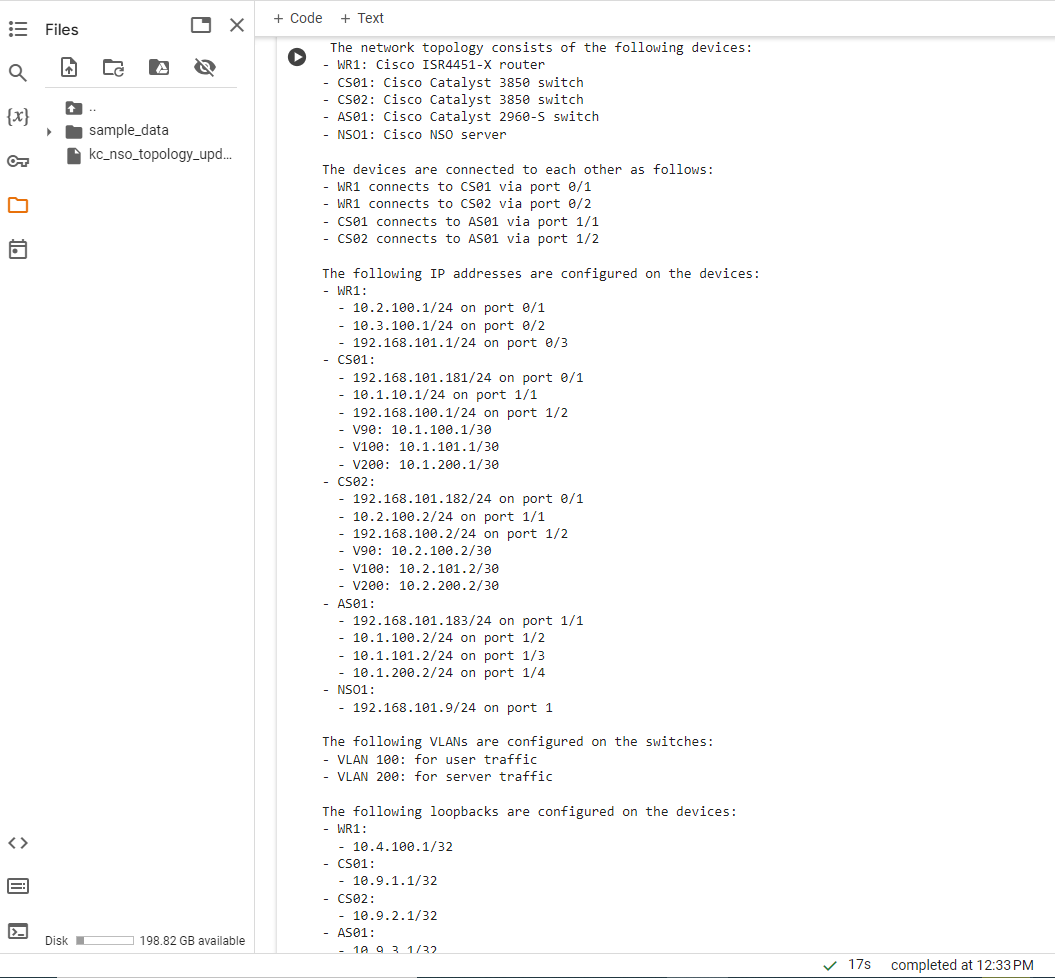 Files
..
sample_data
kc_nso_topology_upd...
Disk 198.82 GB available
+ Code + Text
The network topology consists of the following devices:
- WR1: Cisco ISR4451-X router
- CS01: Cisco Catalyst 3850 switch
- CS02: Cisco Catalyst 3850 switch
- AS01: Cisco Catalyst 2960-S switch
- NSO1: Cisco NSO server
The devices are connected to each other as follows:
- WR1 connects to CS01 via port 0/1
- WR1 connects to CS02 via port 0/2
- CS01 connects to AS01 via port 1/1
- CS02 connects to AS01 via port 1/2
The following IP addresses are configured on the devices:
- WR1:
- 10.2.100.1/24 on port 0/1
- 10.3.100.1/24 on port 0/2
- 192.168.101.1/24 on port 0/3
- CS01:
- 192.168.101.181/24 on port 0/1
- 10.1.10.1/24 on port 1/1
- 192.168.100.1/24 on port 1/2
- V90: 10.1.100.1/30
- V100: 10.1.101.1/30
- V200: 10.1.200.1/30
- CS02:
- 192.168.101.182/24 on port 0/1
- 10.2.100.2/24 on port 1/1
- 192.168.100.2/24 on port 1/2
- V90: 10.2.100.2/30
- V100: 10.2.101.2/30
- V200: 10.2.200.2/30
- AS01:
- 192.168.101.183/24 on port 1/1
- 10.1.100.2/24 on port 1/2
- 10.1.101.2/24 on port 1/3
- 10.1.200.2/24 on port 1/4
- NSO1:
- 192.168.101.9/24 on port 1
The following VLANs are configured on the switches:
- VLAN 100: for user traffic
- VLAN 200: for server traffic
The following loopbacks are configured on the devices:
- WR1:
- 10.4.100.1/32
- CS01:
- 10.9.1.1/32
- CS02:
- 10.9.2.1/32
- AS01:
- 10.9.3.1/32
17s completed at 12:33 PM